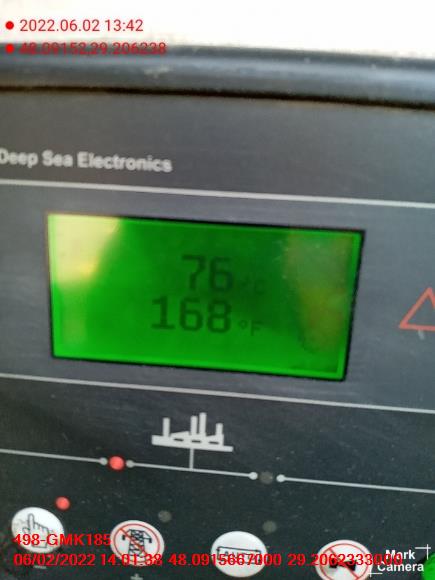 2022.06.02 13:42
48.09152,29.206238
Deep Sea Electronics
76 °C
168 °F
498-GMK185
06/02/2022 14:01:38 48.0915667000 29.2062333000
Mark
Camera